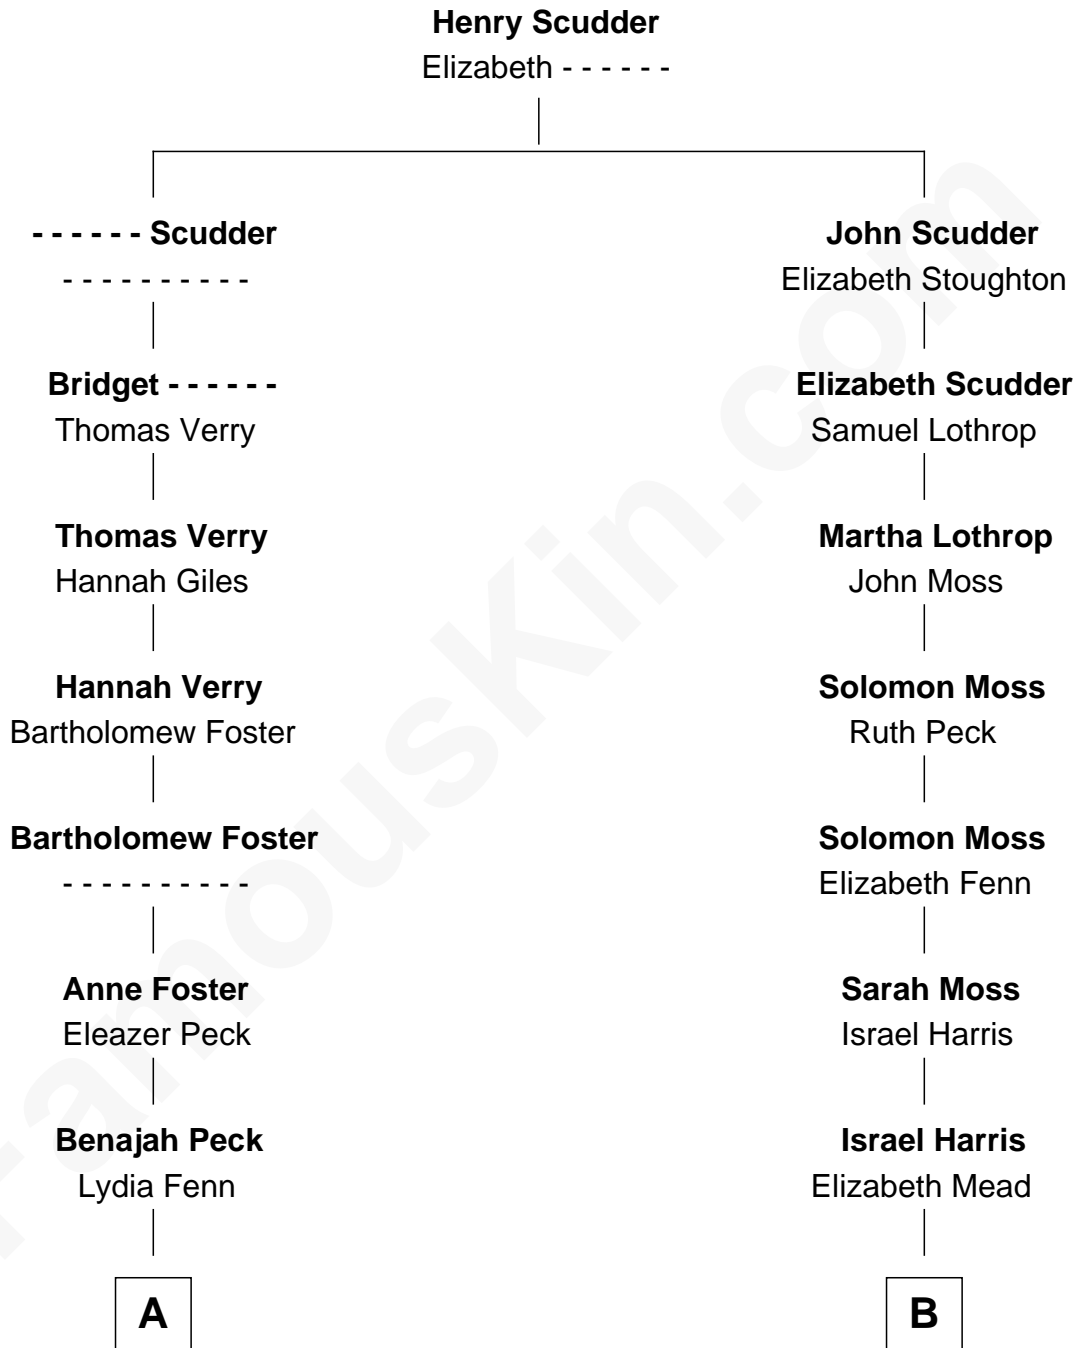 Henry Scudder
Elizabeth - - - - - -
- - - - - - Scudder
- - - - - - - - - -
Bridget - - - - - -
Thomas Verry
Thomas Verry
Hannah Giles
Hannah Verry
Bartholomew Foster
Bartholomew Foster
- - - - - - - - - -
Anne Foster
Eleazer Peck
Benajah Peck
Lydia Fenn
A
John Scudder
Elizabeth Stoughton
Elizabeth Scudder
Samuel Lothrop
Martha Lothrop
John Moss
Solomon Moss
Ruth Peck
Solomon Moss
Elizabeth Fenn
Sarah Moss
Israel Harris
Israel Harris
Elizabeth Mead
B
FamousKin.com